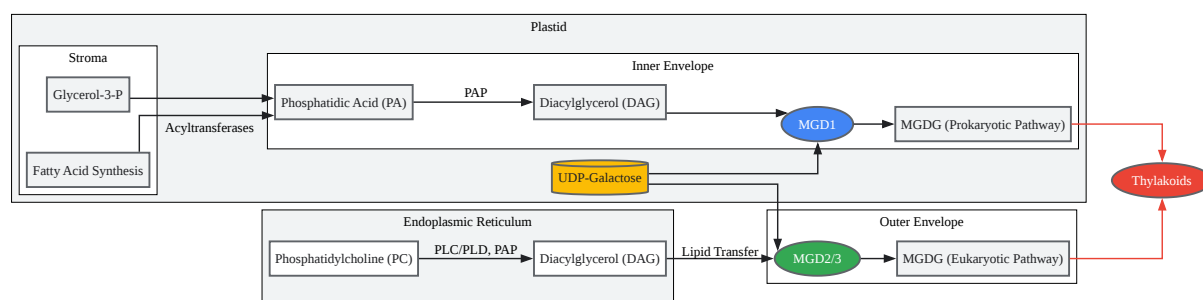 Plastid
Stroma
Inner Envelope
Glycerol-3-P
Phosphatidic Acid (PA)
PAP
Diacylglycerol (DAG)
MGD1
MGDG (Prokaryotic Pathway)
Acyltransferases
Fatty Acid Synthesis
UDP-Galactose
Thylakoids
Endoplasmic Reticulum
Outer Envelope
Phosphatidylcholine (PC)
PLC/PLD, PAP
Diacylglycerol (DAG)
Lipid Transfer
MGD2/3
MGDG (Eukaryotic Pathway)